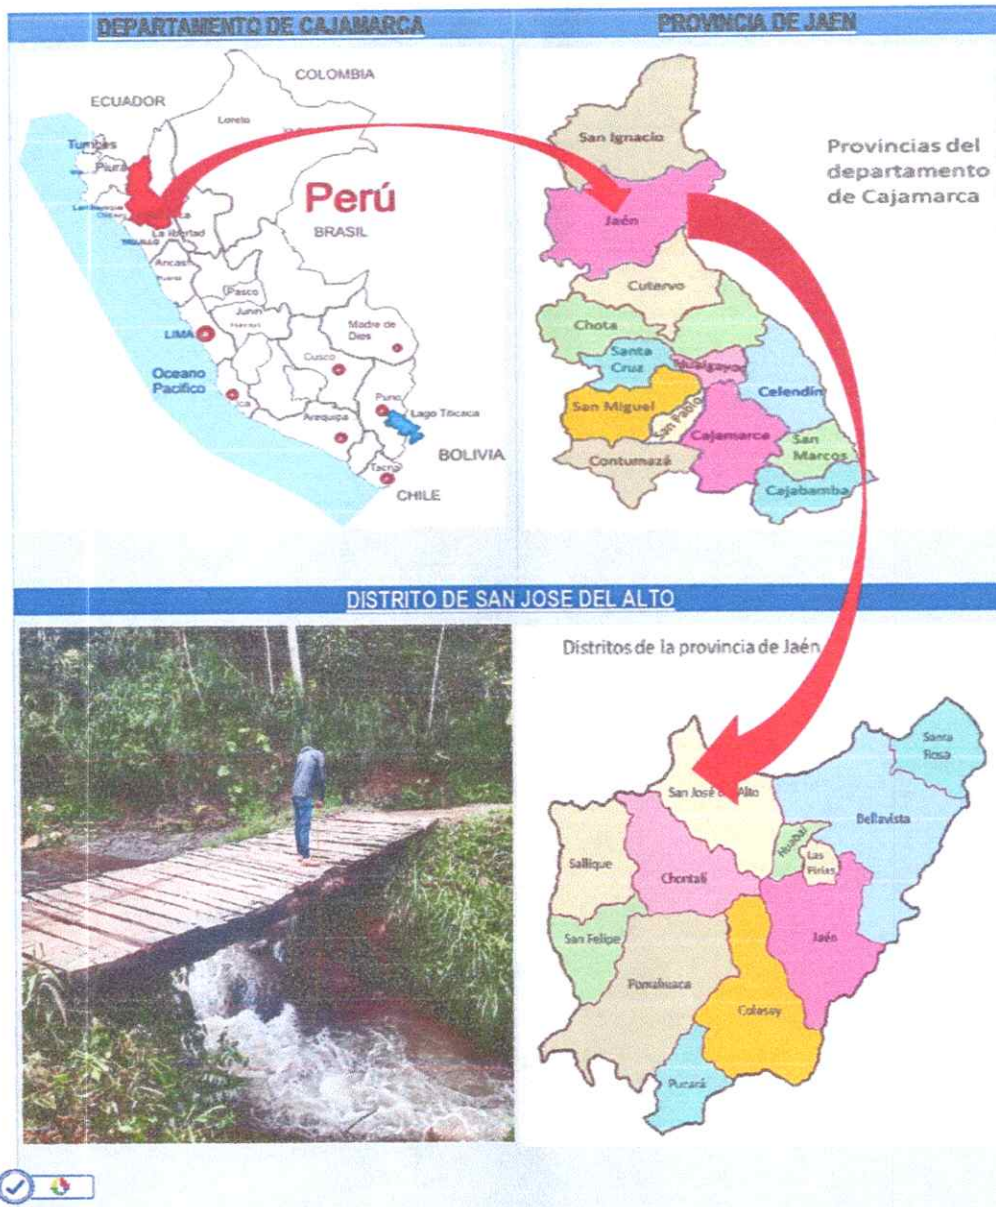 DEPARTAMENTO DE CAJAMARCA
PROVINCIA DE JAEN
COLOMBIA
ECUADOR
Loreto
Tumbes
Piura
Perú
BRASIL
La libertad
Ancas
Pasco
Junin
LIMA
Madre de
Dios
Cusco
Oceano
Pacifico
Ica
Puno
Arequipa
Lago Titicaca
BOLIVIA
Tacna
CHILE
San Ignacio
Provincias del
departamento
de Cajamarca
Jaén
Cutervo
Chota
Santa
Cruz
Hualgayoc
Celendín
San Miguel
San Pablo
Cajamarca
San
Marcos
Contumazá
Cajabamba
DISTRITO DE SAN JOSE DEL ALTO
Distritos de la provincia de Jaén
Santa
Rosa
San José Alto
Bellavista
Huabal
Las
Pirias
Sallique
Chontalí
San Felipe
Jaén
Pomahuaca
Colasay
Pucará